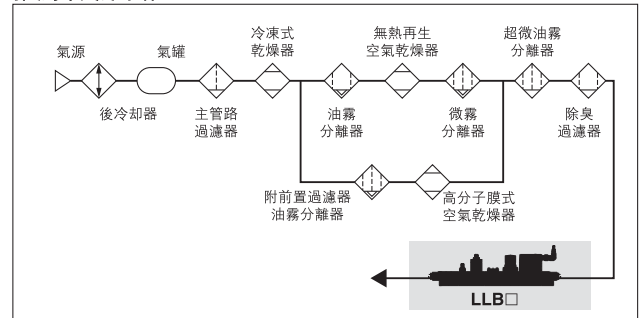 氣源
後冷却器
氣罐
主管路
過濾器
冷凍式
乾燥器
油霧
分離器
無熱再生
空氣乾燥器
微霧
分離器
超微油霧
分離器
除臭
過濾器
附前置過濾器
油霧分離器
高分子膜式
空氣乾燥器
LLB□